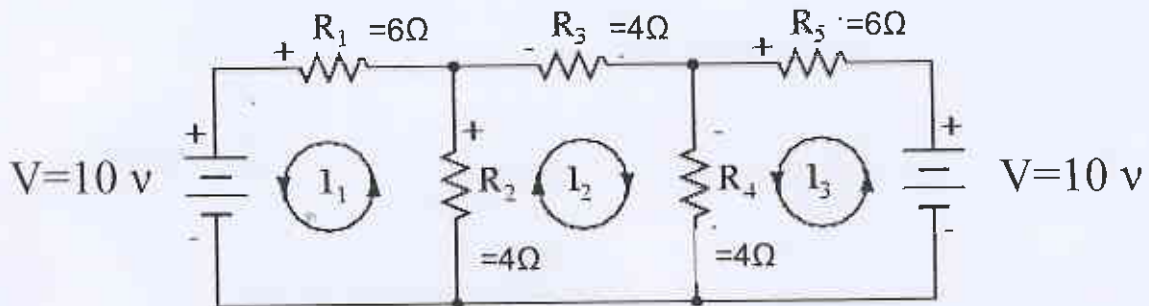 R1 =6Ω
R3 =4Ω
R5 =6Ω
+
-
+
+
+
-
+
V=10 v
I1
R2
I2
R4
I3
V=10 v
=4Ω
=4Ω
-
-